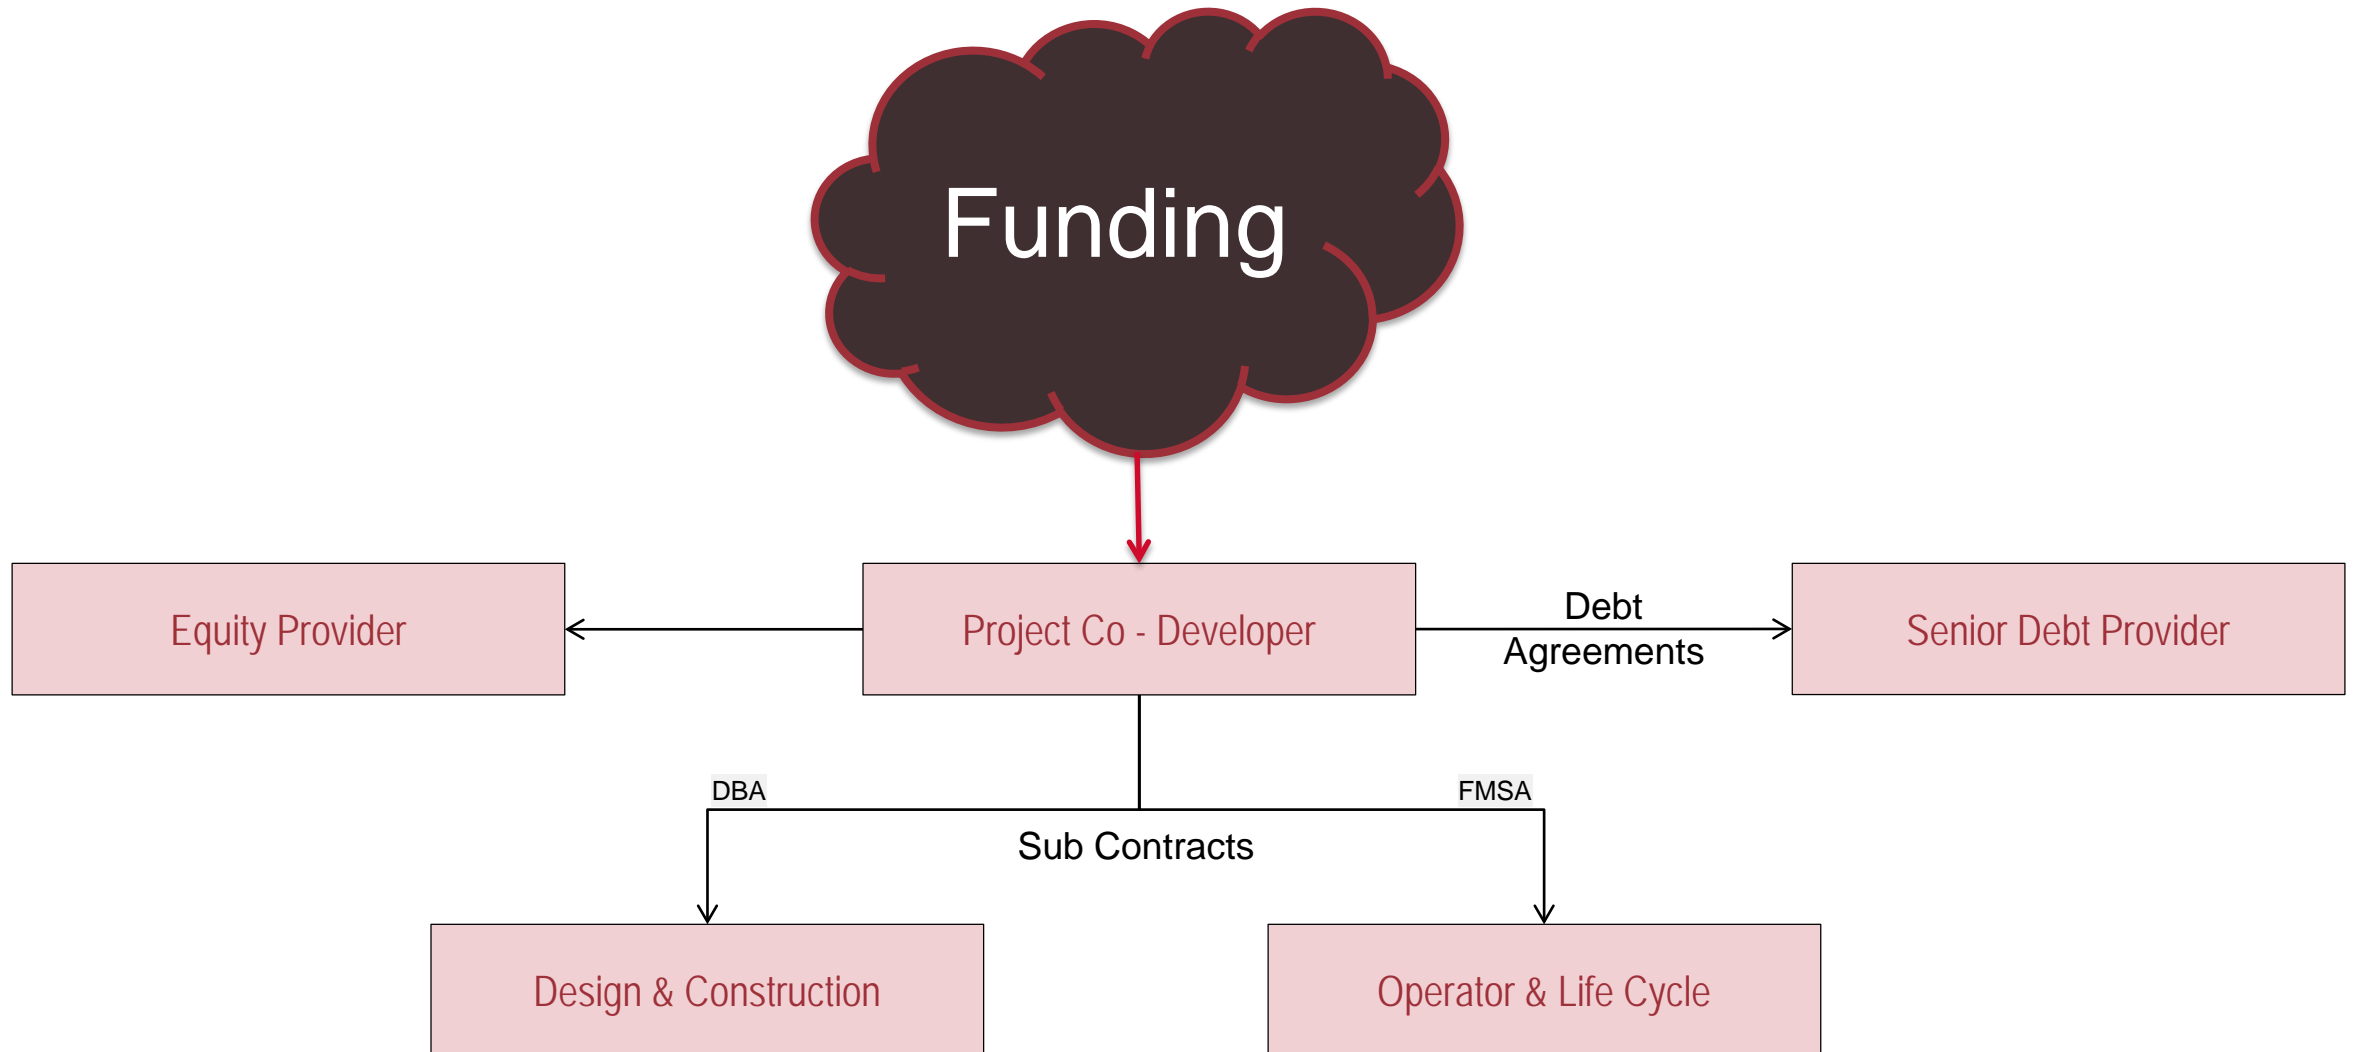 Funding
Equity Provider
Project Co - Developer
Debt
Agreements
Senior Debt Provider
DBA
FMSA
Sub Contracts
Design & Construction
Operator & Life Cycle